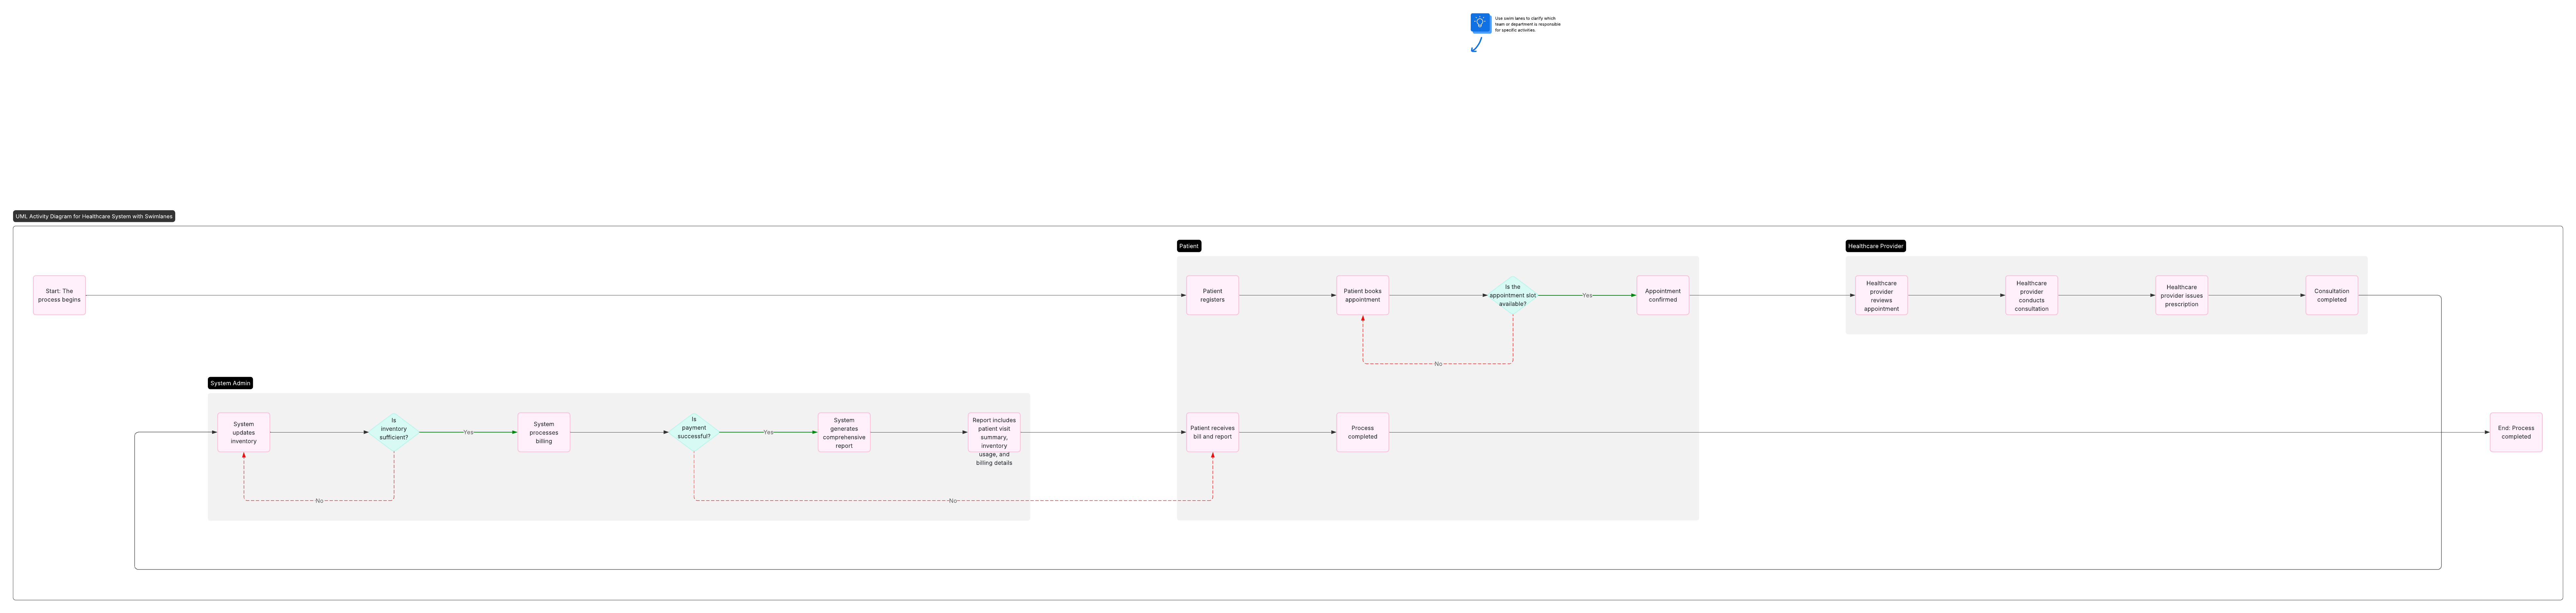 Use swim lanes to clarify which
team or department is responsible
for specific activities.
UML Activity Diagram for Healthcare System with Swimlanes
Patient
Healthcare Provider
Start: The
process begins
Patient
registers
Patient books
appointment
Is the
appointment slot
available?
Yes
Appointment
confirmed
Healthcare
provider
reviews
appointment
Healthcare
provider
conducts
consultation
Healthcare
provider issues
prescription
Consultation
completed
No
System Admin
System
updates
inventory
Is
inventory
sufficient?
Yes
System
processes
billing
Is
payment
successful?
Yes
System
generates
comprehensive
report
Report includes
patient visit
summary,
inventory
usage, and
billing details
Patient receives
bill and report
Process
completed
End: Process
completed
No
No